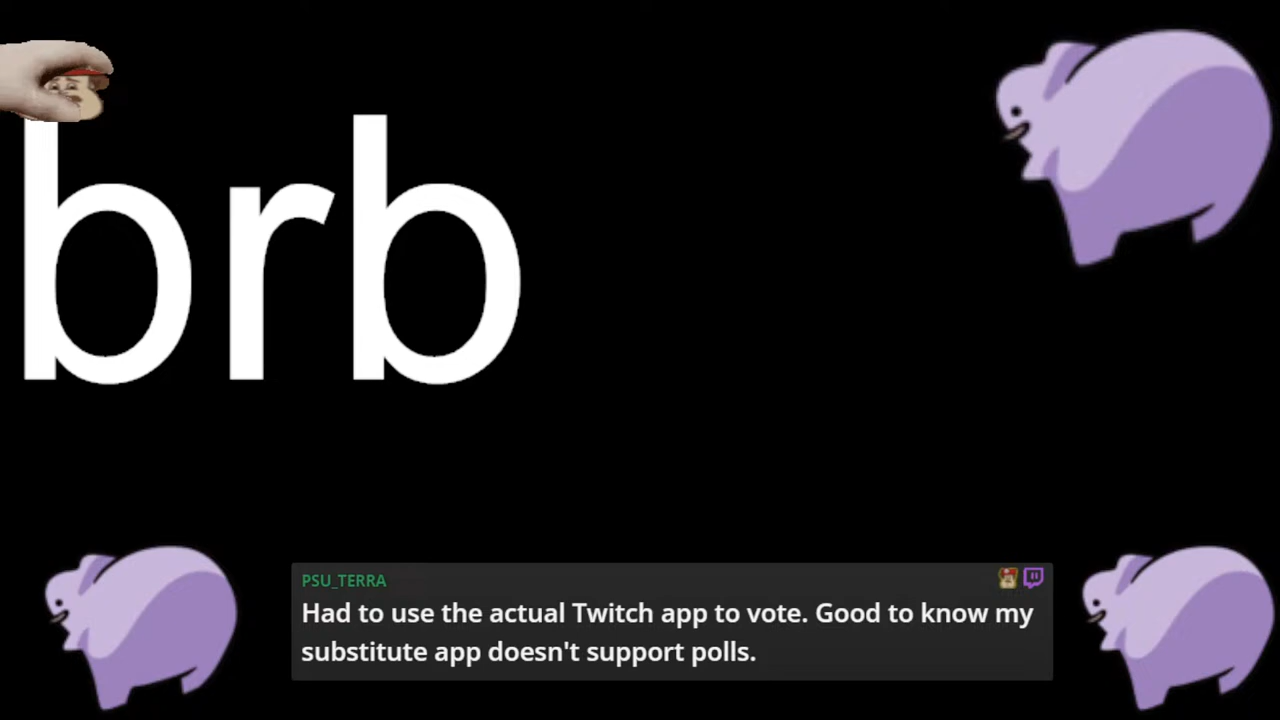 brb
PSU_TERRA
Had to use the actual Twitch app to vote. Good to know my
substitute app doesn't support polls.